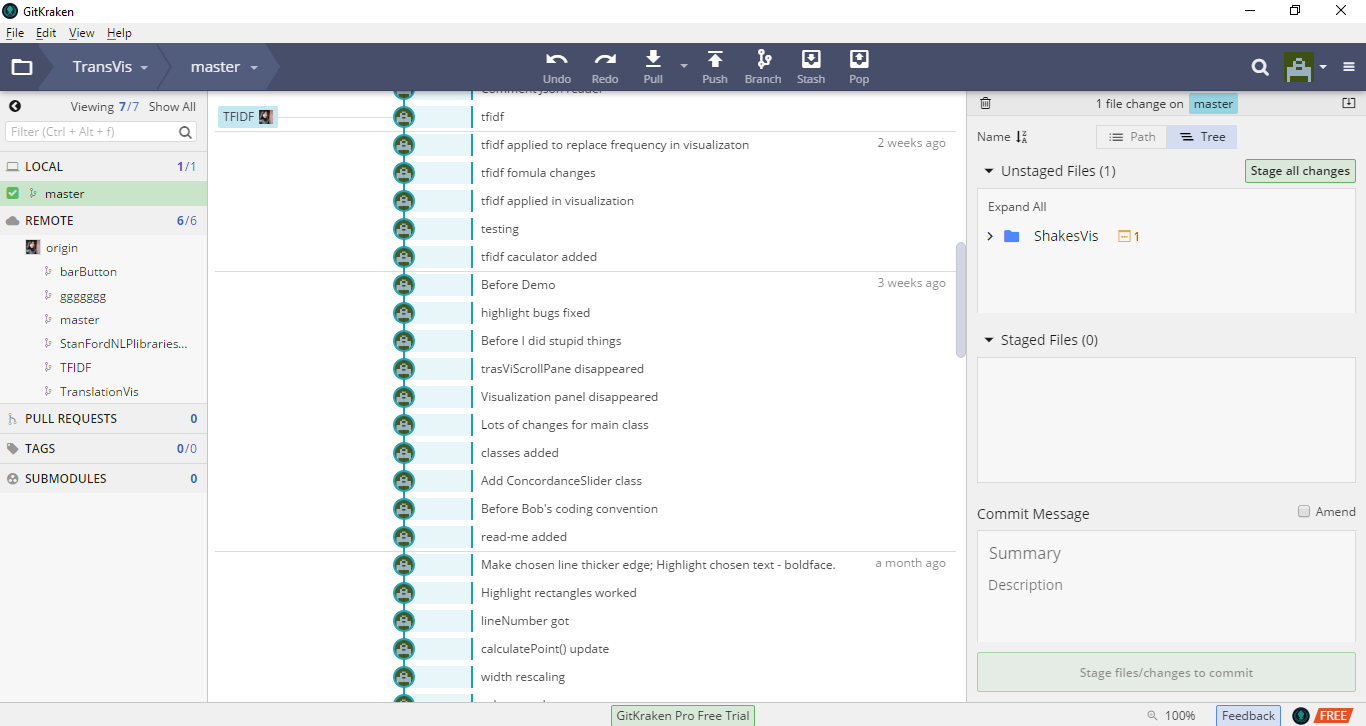 GitKraken
File Edit View Help
TransVis
master
Undo Redo Pull Push Branch Stash Pop
Viewing 7/7 Show All
Filter (Ctrl + Alt + f)
LOCAL 1/1
master
REMOTE 6/6
origin
barButton
ggggggg
master
StanFordNLPlibraries...
TFIDF
TranslationVis
PULL REQUESTS 0
TAGS 0/0
SUBMODULES 0
Comment json reader
TFIDF tfidf
tfidf applied to replace frequency in visualizaton 2 weeks ago
tfidf fomula changes
tfidf applied in visualization
testing
tfidf caculator added
Before Demo 3 weeks ago
highlight bugs fixed
Before I did stupid things
trasViScrollPane disappeared
Visualization panel disappeared
Lots of changes for main class
classes added
Add ConcordanceSlider class
Before Bob's coding convention
read-me added
Make chosen line thicker edge; Highlight chosen text - boldface. a month ago
Highlight rectangles worked
lineNumber got
calculatePoint() update
width rescaling
1 file change on master
Name Path Tree
Unstaged Files (1) Stage all changes
Expand All
ShakesVis 1
Staged Files (0)
Commit Message Amend
Summary
Description
Stage files/changes to commit
GitKraken Pro Free Trial
100% Feedback FREE